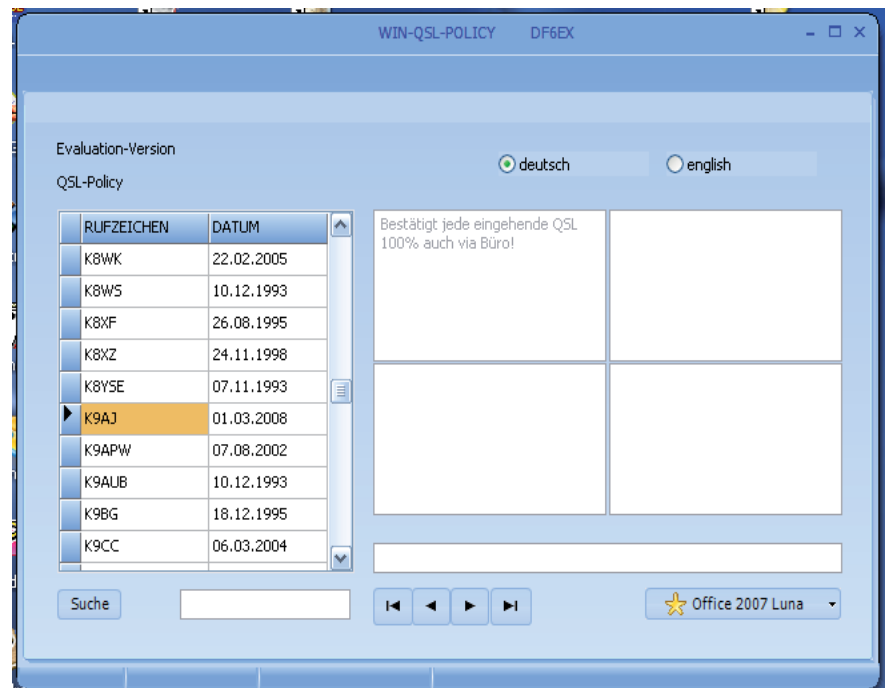 WIN-QSL-POLICY DF6EX
Evaluation-Version
deutsch english
QSL-Policy
RUFZEICHEN DATUM
K8WK 22.02.2005
K8WS 10.12.1993
K8XF 26.08.1995
K8XZ 24.11.1998
K8YSE 07.11.1993
K9AJ 01.03.2008
K9APW 07.08.2002
K9AUB 10.12.1993
K9BG 18.12.1995
K9CC 06.03.2004
Bestätigt jede eingehende QSL
100% auch via Büro!
Suche
Office 2007 Luna